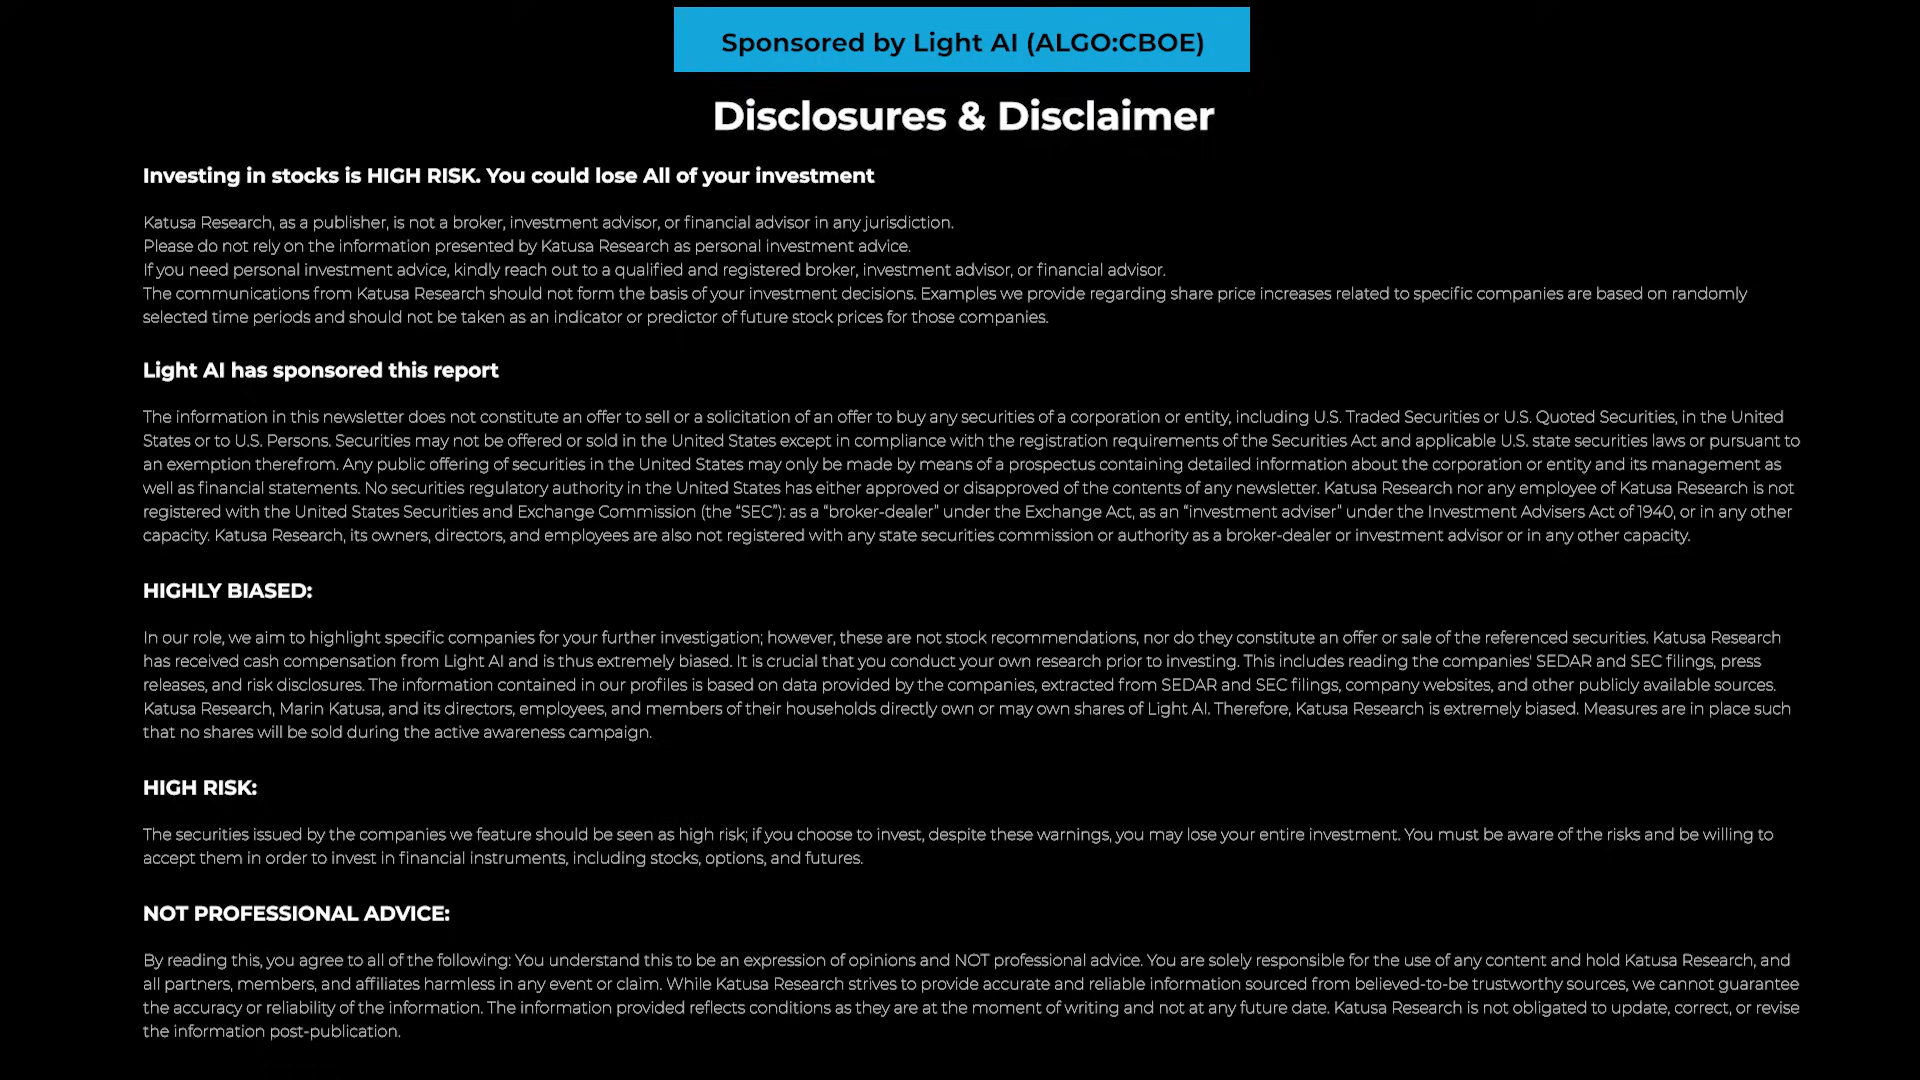 Sponsored by Light AI (ALGO:CBOE)
Disclosures & Disclaimer
Investing in stocks is HIGH RISK. You could lose All of your investment
Katusa Research, as a publisher, is not a broker, investment advisor, or financial advisor in any jurisdiction.
Please do not rely on the information presented by Katusa Research as personal investment advice.
If you need personal investment advice, kindly reach out to a qualified and registered broker, investment advisor, or financial advisor.
The communications from Katusa Research should not form the basis of your investment decisions. Examples we provide regarding share price increases related to specific companies are based on randomly
selected time periods and should not be taken as an indicator or predictor of future stock prices for those companies.
Light AI has sponsored this report
The information in this newsletter does not constitute an offer to sell or a solicitation of an offer to buy any securities of a corporation or entity, including U.S. Traded Securities or U.S. Quoted Securities, in the United
States or to U.S. Persons. Securities may not be offered or sold in the United States except in compliance with the registration requirements of the Securities Act and applicable U.S. state securities laws or pursuant to
an exemption therefrom. Any public offering of securities in the United States may only be made by means of a prospectus containing detailed information about the corporation or entity and its management as
well as financial statements. No securities regulatory authority in the United States has either approved or disapproved of the contents of any newsletter. Katusa Research nor any employee of Katusa Research is not
registered with the United States Securities and Exchange Commission (the “SEC”): as a “broker-dealer” under the Exchange Act, as an “investment adviser” under the Investment Advisers Act of 1940, or in any other
capacity. Katusa Research, its owners, directors, and employees are also not registered with any state securities commission or authority as a broker-dealer or investment advisor or in any other capacity.
HIGHLY BIASED:
In our role, we aim to highlight specific companies for your further investigation; however, these are not stock recommendations, nor do they constitute an offer or sale of the referenced securities. Katusa Research
has received cash compensation from Light AI and is thus extremely biased. It is crucial that you conduct your own research prior to investing. This includes reading the companies' SEDAR and SEC filings, press
releases, and risk disclosures. The information contained in our profiles is based on data provided by the companies, extracted from SEDAR and SEC filings, company websites, and other publicly available sources.
Katusa Research, Marin Katusa, and its directors, employees, and members of their households directly own or may own shares of Light AI. Therefore, Katusa Research is extremely biased. Measures are in place such
that no shares will be sold during the active awareness campaign.
HIGH RISK:
The securities issued by the companies we feature should be seen as high risk; if you choose to invest, despite these warnings, you may lose your entire investment. You must be aware of the risks and be willing to
accept them in order to invest in financial instruments, including stocks, options, and futures.
NOT PROFESSIONAL ADVICE:
By reading this, you agree to all of the following: You understand this to be an expression of opinions and NOT professional advice. You are solely responsible for the use of any content and hold Katusa Research, and
all partners, members, and affiliates harmless in any event or claim. While Katusa Research strives to provide accurate and reliable information sourced from believed-to-be trustworthy sources, we cannot guarantee
the accuracy or reliability of the information. The information provided reflects conditions as they are at the moment of writing and not at any future date. Katusa Research is not obligated to update, correct, or revise
the information post-publication.